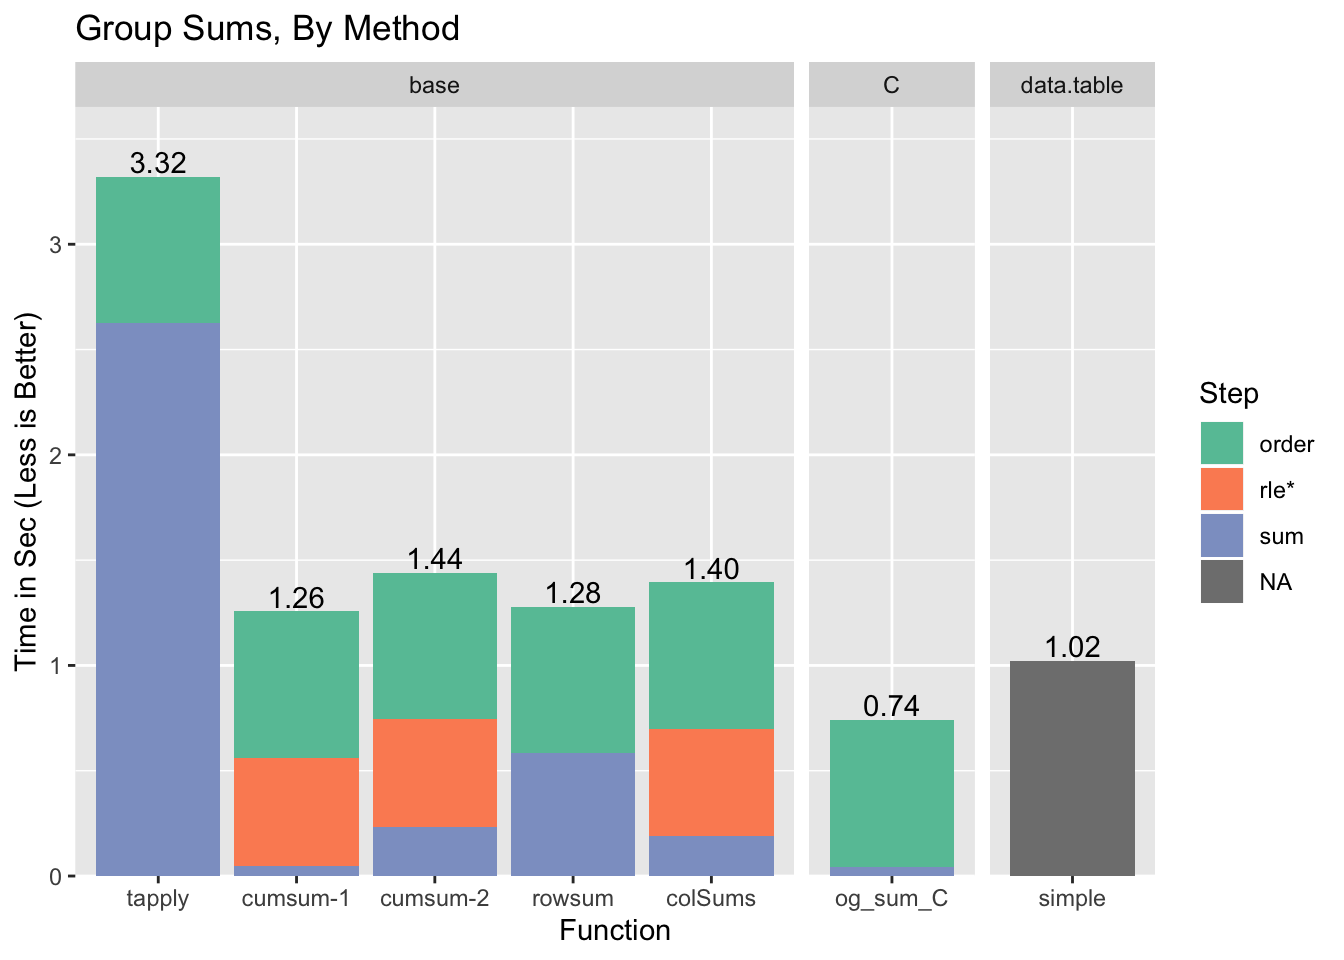 Group Sums, By Method
base
C
data.table
3.32
1.26
1.44
1.28
1.40
0.74
1.02
3
2
1
0
Time in Sec (Less is Better)
tapply
cumsum-1
cumsum-2
rowsum
colSums
og_sum_C
simple
Function
Step
order
rle*
sum
NA